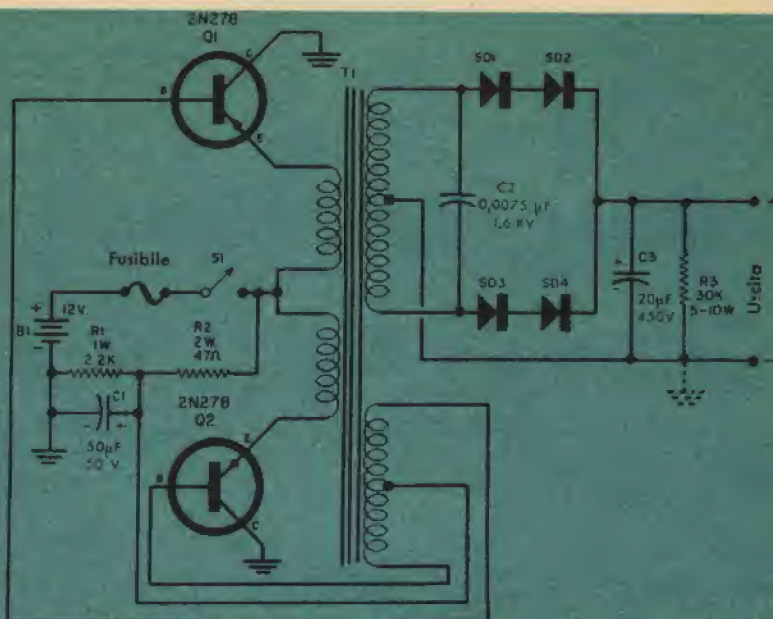 2N278
Q1
C
B
E
T1
SD1
SD2
C2
0,0075 µF
1.6 KV
SD3
SD4
C3
+
-
20µF
450V
R3
30K
5-10W
Uscita
Fusibile
S1
+
12V.
B1
-
R1
1W
2.2K
R2
2W
47Ω
C1
-
+
50µF
50 V
2N278
Q2
E
B
C